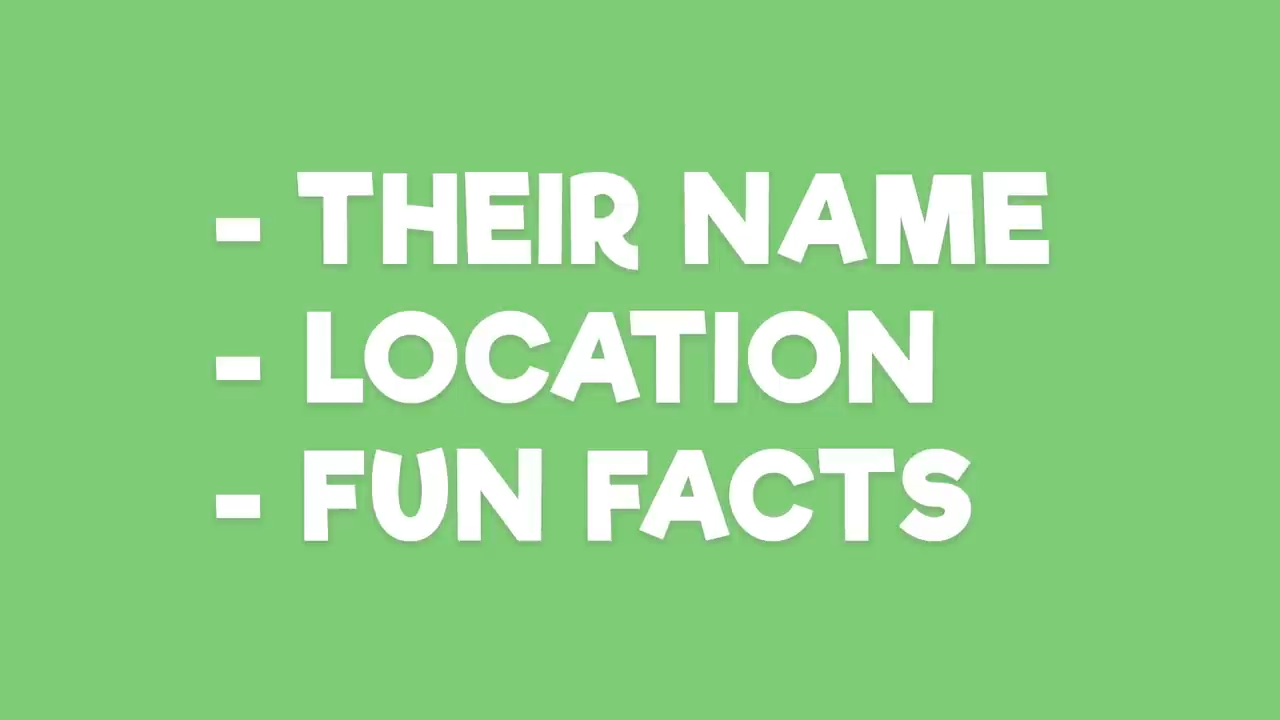 - THEIR NAME
- LOCATION
- FUN FACTS